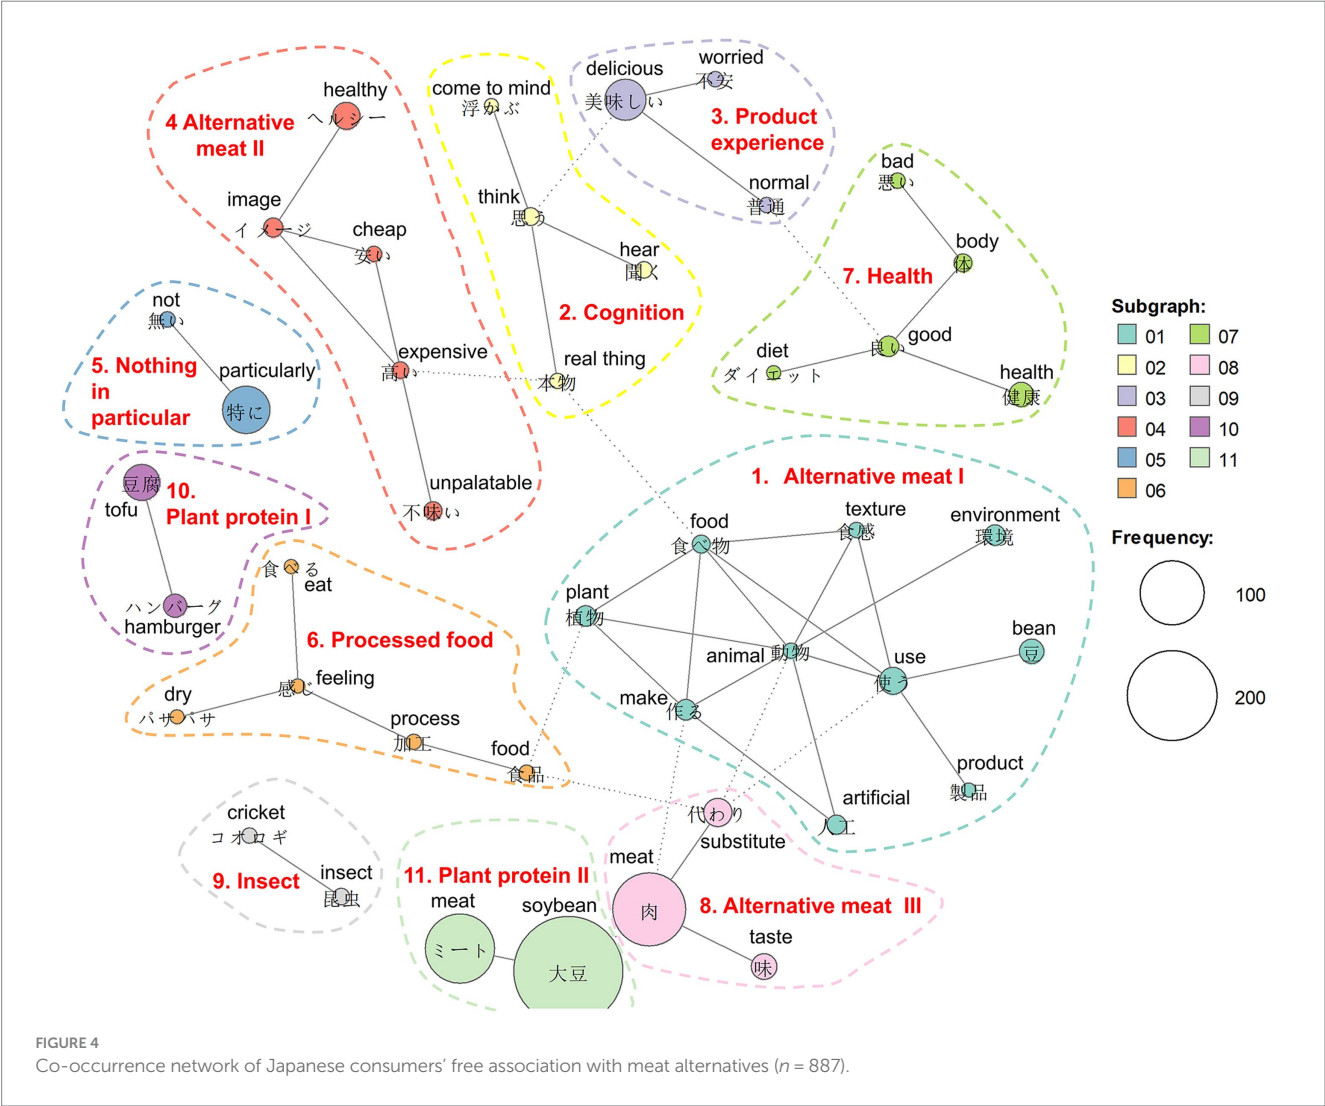 healthy
ヘルシー
4 Alternative
meat II
image
イメージ
cheap
安い
expensive
高い
unpalatable
不味い
come to mind
浮かぶ
think
思う
hear
聞く
2. Cognition
real thing
本物
delicious
美味しい
worried
不安
3. Product
experience
normal
普通
bad
悪い
body
体
7. Health
good
良い
diet
ダイエット
health
健康
not
無い
5. Nothing
in
particular
particularly
特に
豆腐
tofu
10.
Plant protein I
ハンバーグ
hamburger
食べる
eat
6. Processed food
feeling
感じ
dry
パサパサ
process
加工
food
食品
1. Alternative meat I
food
食べ物
texture
食感
environment
環境
plant
植物
animal
動物
use
使う
bean
豆
make
作る
product
製品
artificial
人工
cricket
コオロギ
insect
昆虫
9. Insect
11. Plant protein II
meat
ミート
soybean
大豆
代わり
substitute
meat
肉
8. Alternative meat III
taste
味
Subgraph:
01 07
02 08
03 09
04 10
05 11
06
Frequency:
100
200
FIGURE 4
Co-occurrence network of Japanese consumers' free association with meat alternatives (n = 887).